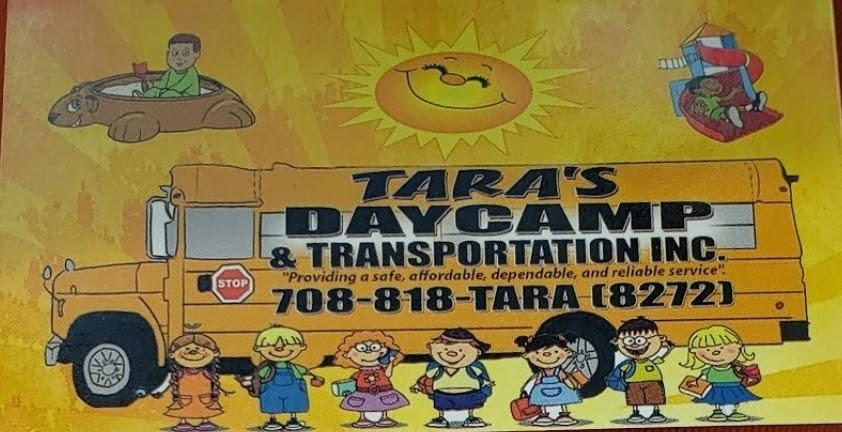 TARA'S
DAYCAMP
& TRANSPORTATION INC.
"Providing a safe, affordable, dependable, and reliable service".
STOP
708-818-TARA (8272)